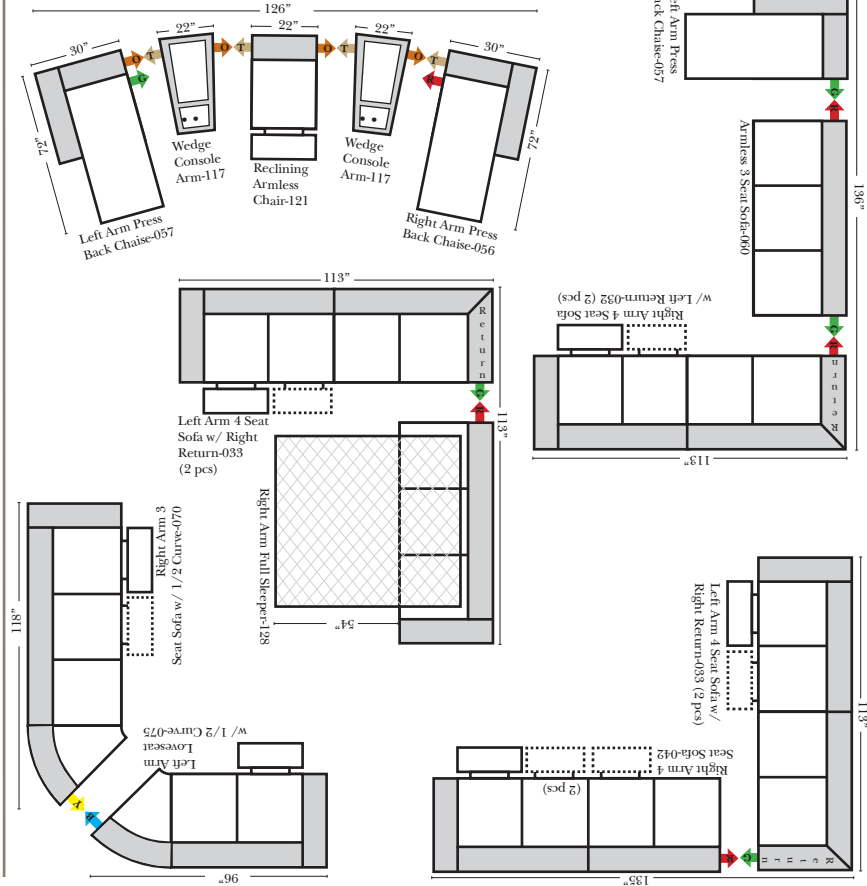 126”
30”
22”
22”
22”
30”
O T
G
O T
O T
O T
R
72”
72”
Left Arm Press
Back Chaise-057
Wedge
Console
Arm-117
Reclining
Armless
Chair-121
Wedge
Console
Arm-117
Right Arm Press
Back Chaise-056
Left Arm Press
Back Chaise-057
G
R
Armless 3 Seat Sofa-060
136”
G
R
Right Arm 4 Seat Sofa
w/ Left Return-032 (2 pcs)
Return
113”
113”
Return
G
R
113”
Left Arm 4 Seat
Sofa w/ Right
Return-033
(2 pcs)
Right Arm Full Sleeper-128
54”
118”
Right Arm 3
Seat Sofa w/ 1/2 Curve-070
Y
B
Left Arm
Loveseat
w/ 1/2 Curve-075
96”
Left Arm 4 Seat Sofa w/
Right Return-033 (2 pcs)
113”
Right Arm 4
Seat Sofa-042
(2 pcs)
R
G
Return
135”